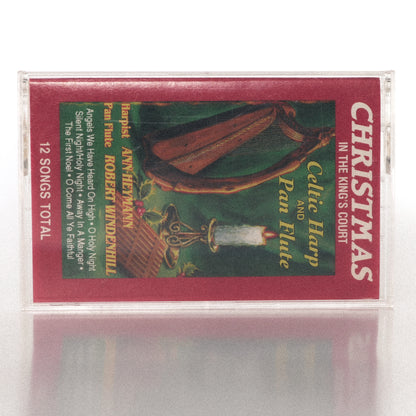 CHRISTMAS
IN THE KING'S COURT
Celtic Harp
AND
Pan Flute
Harpist ANN HEYMANN
Pan Flute ROBERT WINDENHILL
Angels We Have Heard On High • O Holy Night
Silent Night/Holy Night • Away In A Manger •
The First Noel • O Come All Ye Faithful
12 SONGS TOTAL